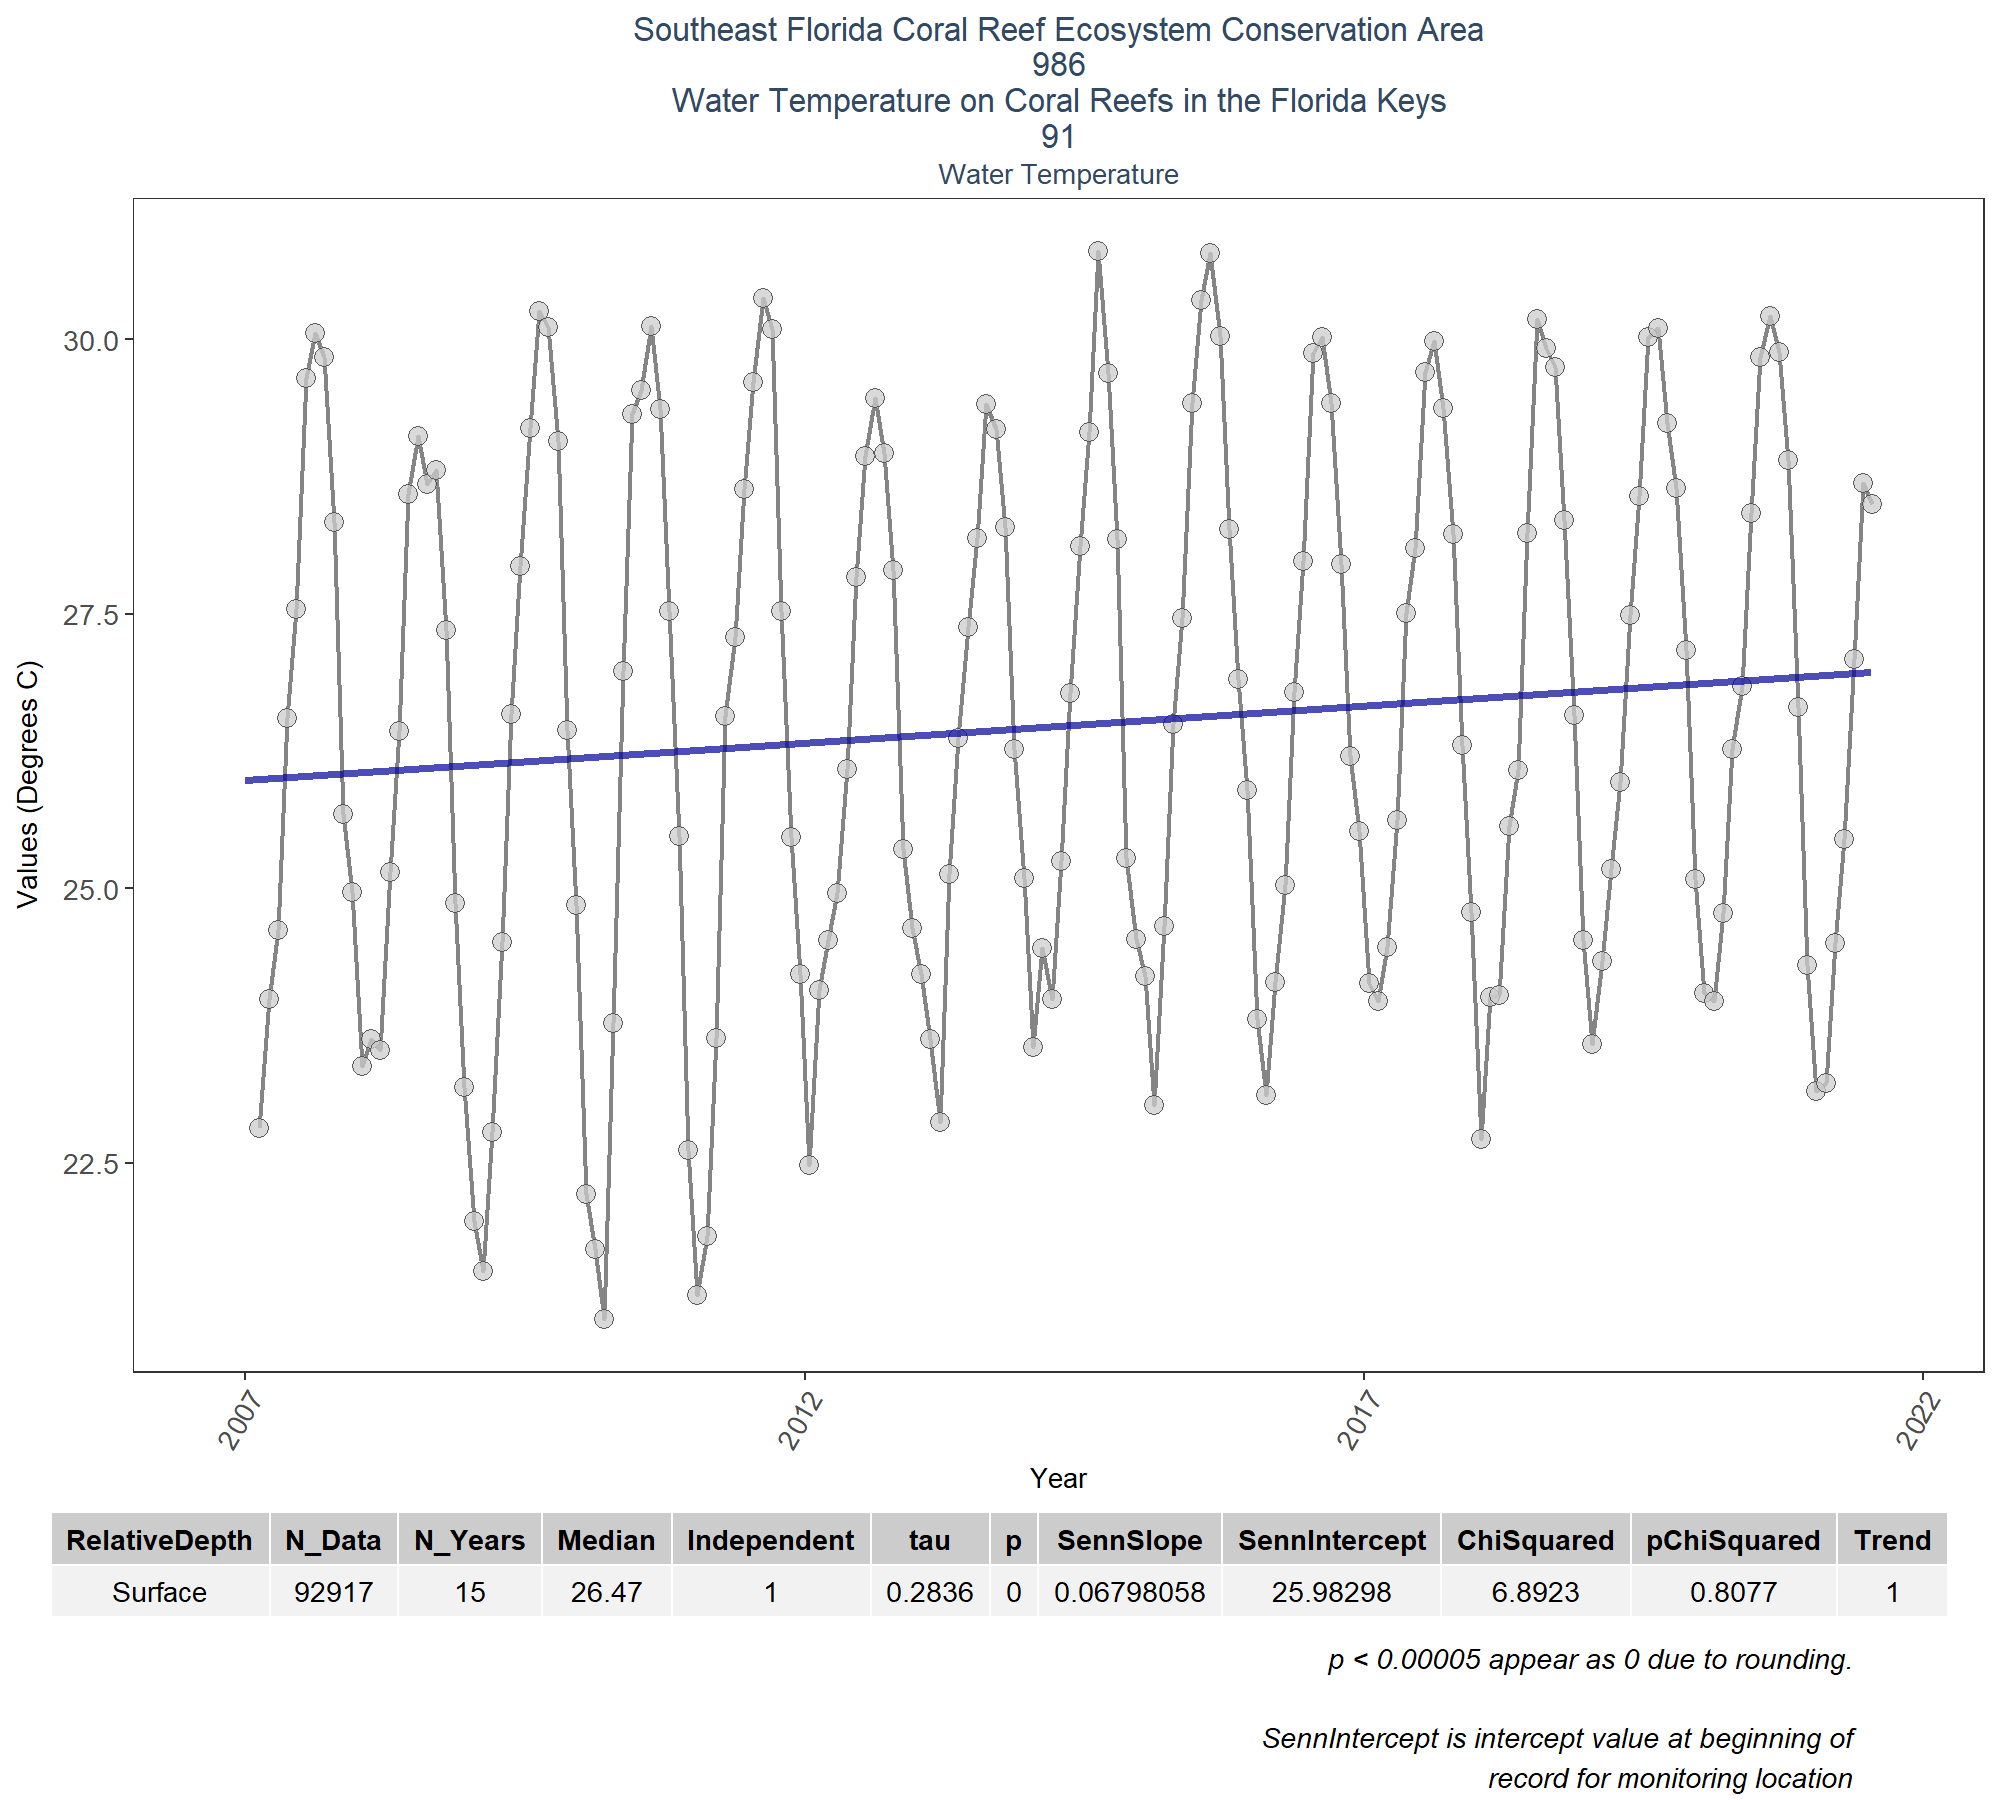 Southeast Florida Coral Reef Ecosystem Conservation Area
986
Water Temperature on Coral Reefs in the Florida Keys
91
Water Temperature
Values (Degrees C)
30.0
27.5
25.0
22.5
2007 2012 2017 2022
Year
RelativeDepth N_Data N_Years Median Independent tau p SennSlope SennIntercept ChiSquared pChiSquared Trend
Surface 92917 15 26.47 1 0.2836 0 0.06798058 25.98298 6.8923 0.8077 1
p < 0.00005 appear as 0 due to rounding.
SennIntercept is intercept value at beginning of
record for monitoring location